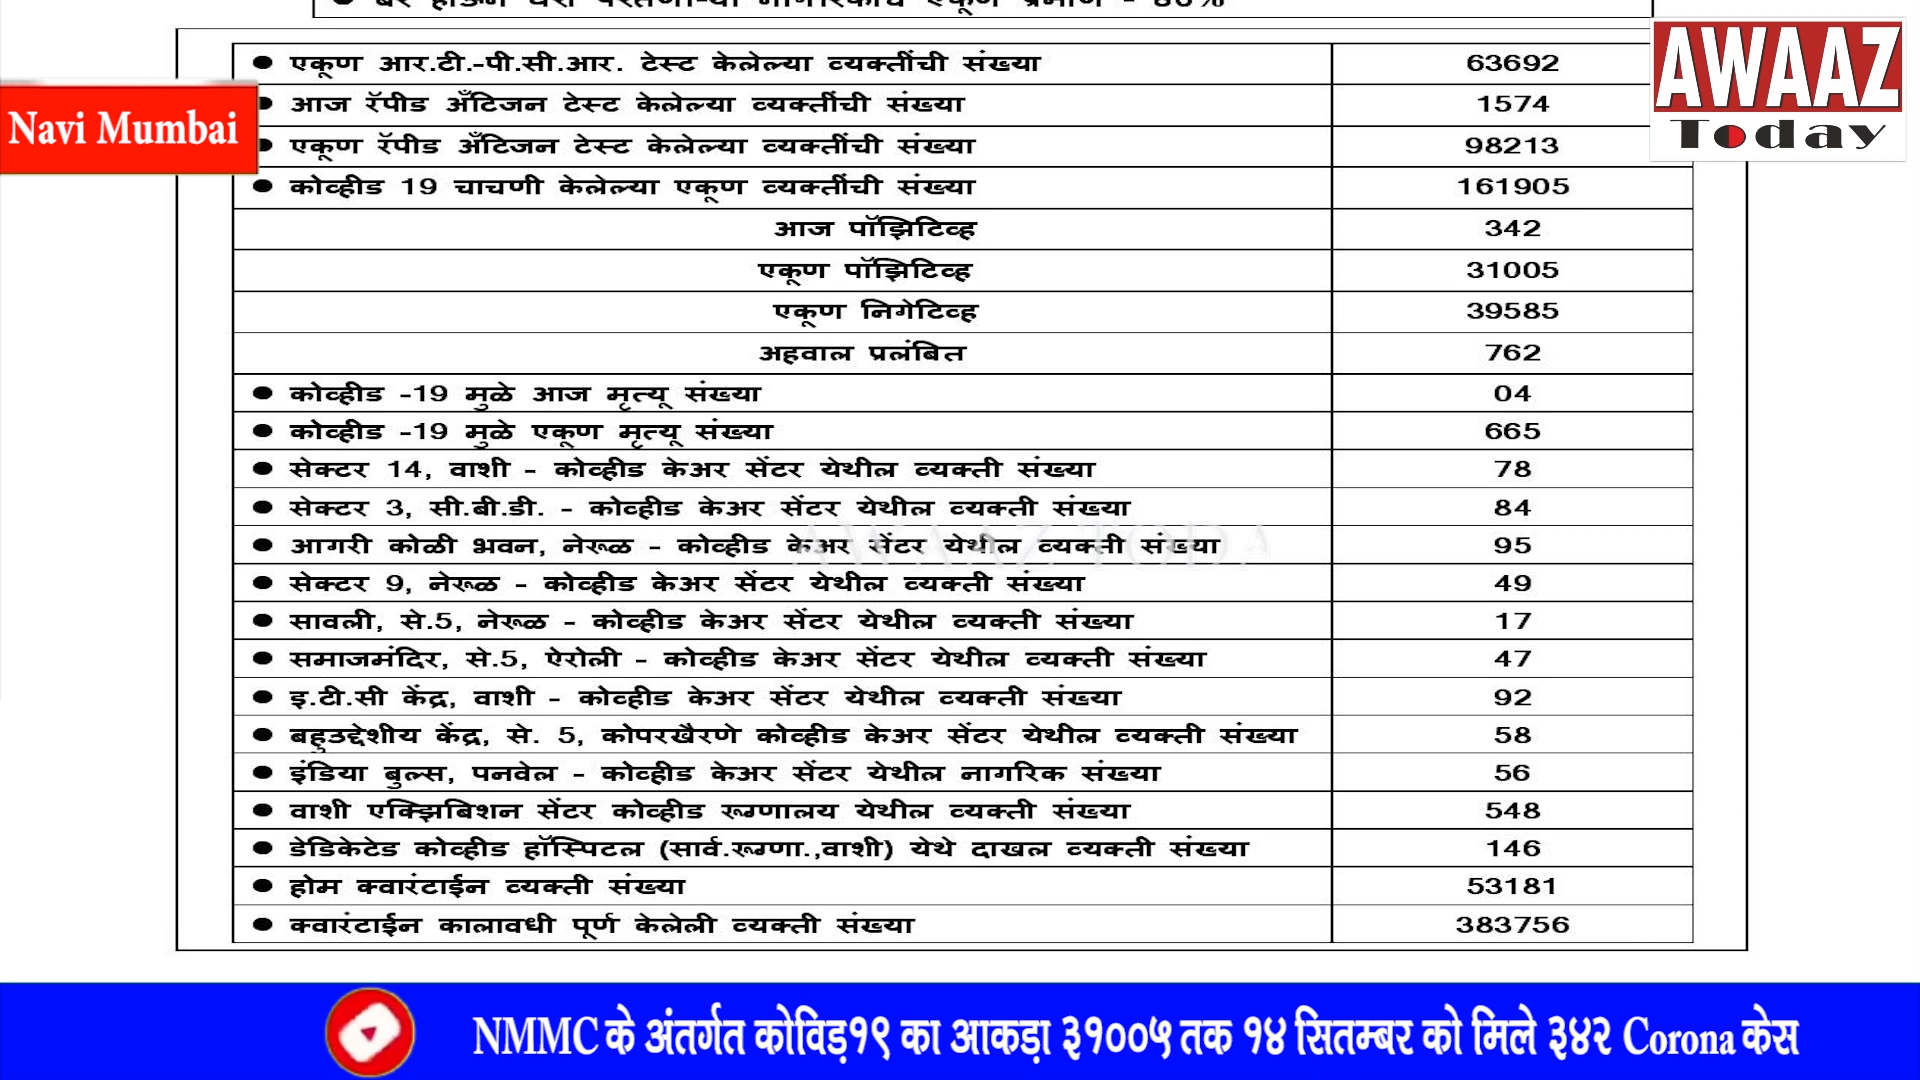 एकूण प्रमाण -
● एकूण आर.टी.-पी.सी.आर. टेस्ट केलेल्या व्यक्तींची संख्या 63692
● आज रॅपीड अँटिजन टेस्ट केलेल्या व्यक्तींची संख्या 1574
● एकूण रॅपीड अँटिजन टेस्ट केलेल्या व्यक्तींची संख्या 98213
● कोव्हीड 19 चाचणी केलेल्या एकूण व्यक्तींची संख्या 161905
आज पॉझिटिव्ह 342
एकूण पॉझिटिव्ह 31005
एकूण निगेटिव्ह 39585
अहवाल प्रलंबित 762
● कोव्हीड -19 मुळे आज मृत्यू संख्या 04
● कोव्हीड -19 मुळे एकूण मृत्यू संख्या 665
● सेक्टर 14, वाशी - कोव्हीड केअर सेंटर येथील व्यक्ती संख्या 78
● सेक्टर 3, सी.बी.डी. - कोव्हीड केअर सेंटर येथील व्यक्ती संख्या 84
● आगरी कोळी भवन, नेरूळ - कोव्हीड केअर सेंटर येथील व्यक्ती संख्या 95
● सेक्टर 9, नेरूळ - कोव्हीड केअर सेंटर येथील व्यक्ती संख्या 49
● सावली, से.5, नेरूळ - कोव्हीड केअर सेंटर येथील व्यक्ती संख्या 17
● समाजमंदिर, से.5, ऐरोली - कोव्हीड केअर सेंटर येथील व्यक्ती संख्या 47
● इ.टी.सी केंद्र, वाशी - कोव्हीड केअर सेंटर येथील व्यक्ती संख्या 92
● बहुउद्देशीय केंद्र, से. 5, कोपरखैरणे कोव्हीड केअर सेंटर येथील व्यक्ती संख्या 58
● इंडिया बुल्स, पनवेल - कोव्हीड केअर सेंटर येथील नागरिक संख्या 56
● वाशी एक्झिबिशन सेंटर कोव्हीड रूग्णालय येथील व्यक्ती संख्या 548
● डेडिकेटेड कोव्हीड हॉस्पिटल (सार्व.रूग्णा.,वाशी) येथे दाखल व्यक्ती संख्या 146
● होम क्वारंटाईन व्यक्ती संख्या 53181
● क्वारंटाईन कालावधी पूर्ण केलेली व्यक्ती संख्या 383756
Navi Mumbai
AWAAZ
Today
AWAAZ TODA
NMMC के अंतर्गत कोविड़१९ का आकड़ा ३१००५ तक १४ सितम्बर को मिले ३४२ Corona केस